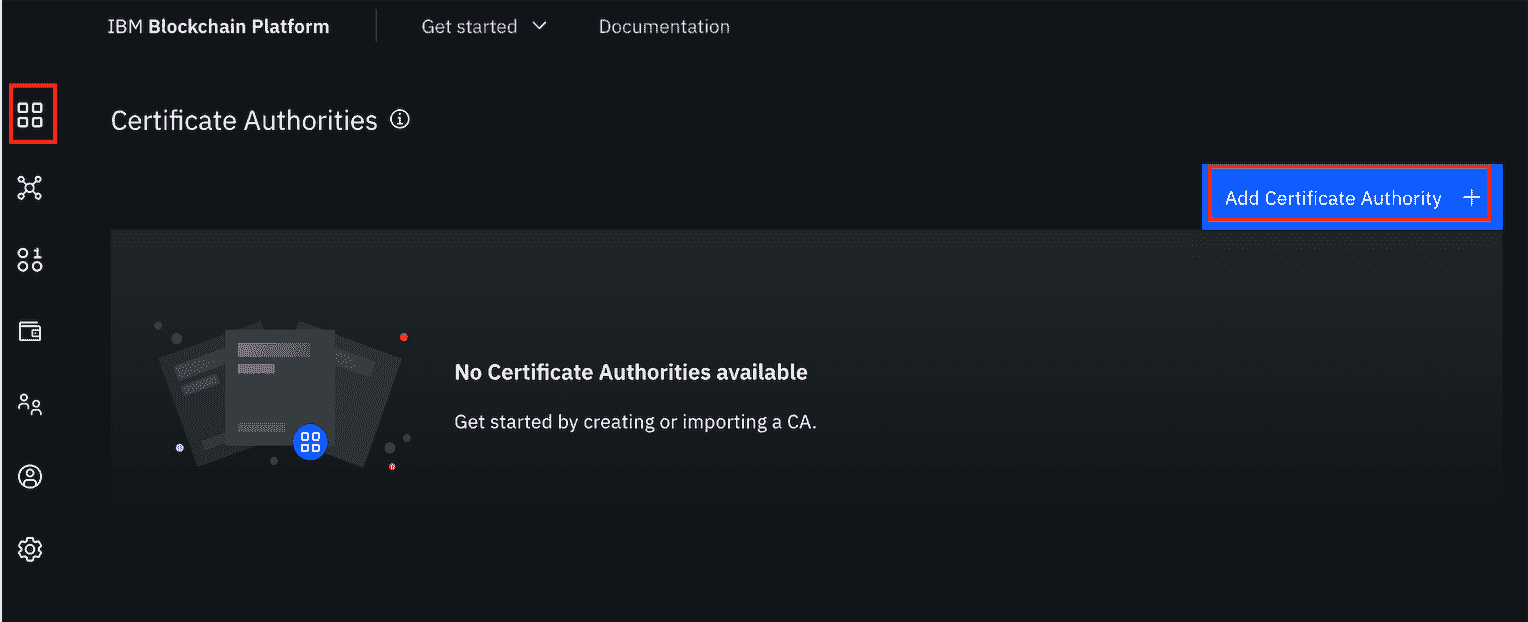 IBM Blockchain Platform
Get started
Documentation
Certificate Authorities
Add Certificate Authority
No Certificate Authorities available
Get started by creating or importing a CA.